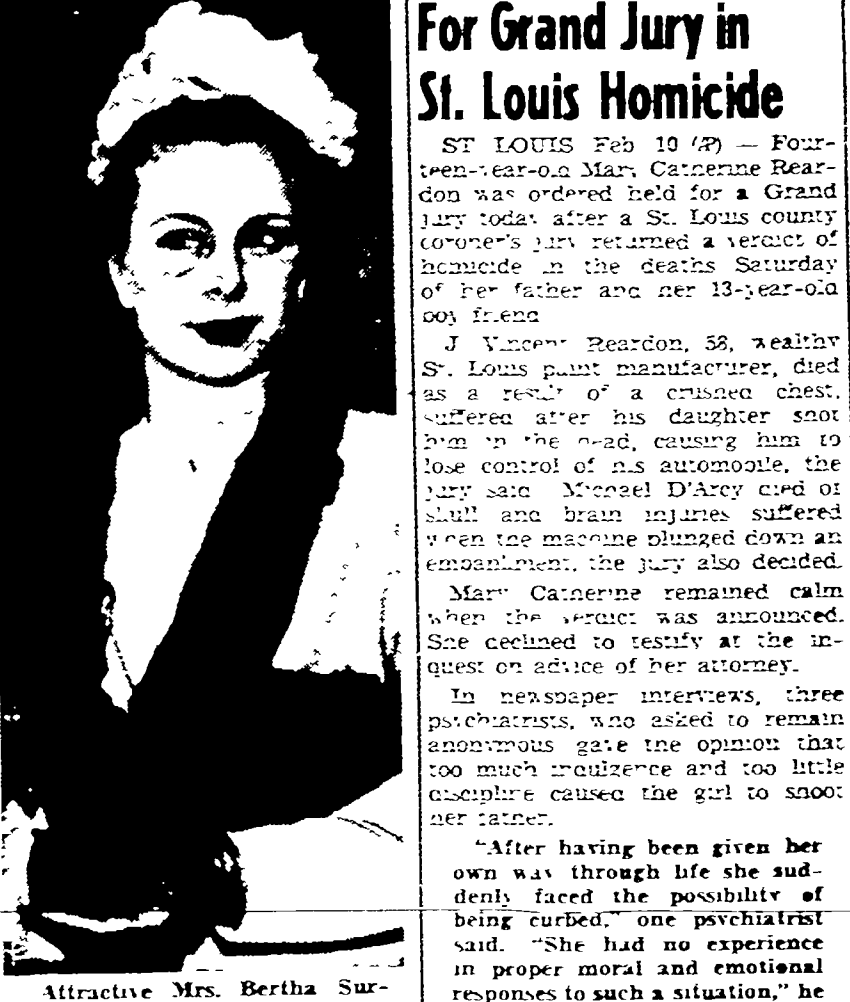 For Grand Jury in
St. Louis Homicide
ST LOUIS Feb 10 (AP) — Four-
teen-year-old Mary Catherine Rear-
don was ordered held for a Grand
jury today after a St. Louis county
coroner's jury returned a verdict of
homicide in the deaths Saturday
of her father and her 13-year-old
boy friend
J Vincent Reardon, 58, wealthy
St. Louis paint manufacturer, died
as a result of a crushed chest,
suffered after his daughter shot
him in the head, causing him to
lose control of his automobile, the
jury said Michael D'Arcy died of
skull and brain injuries suffered
when the machine plunged down an
embankment, the jury also decided.
Mary Catherine remained calm
when the verdict was announced.
She declined to testify at the in-
quest on advice of her attorney.
In newspaper interviews, three
psychiatrists, who asked to remain
anonymous gave the opinion that
too much indulgence and too little
discipline caused the girl to shoot
her father.
"After having been given her
own way through life she sud-
denly faced the possibility of
being curbed," one psychiatrist
said. "She had no experience
in proper moral and emotional
responses to such a situation," he
Attractive Mrs. Bertha Sur-